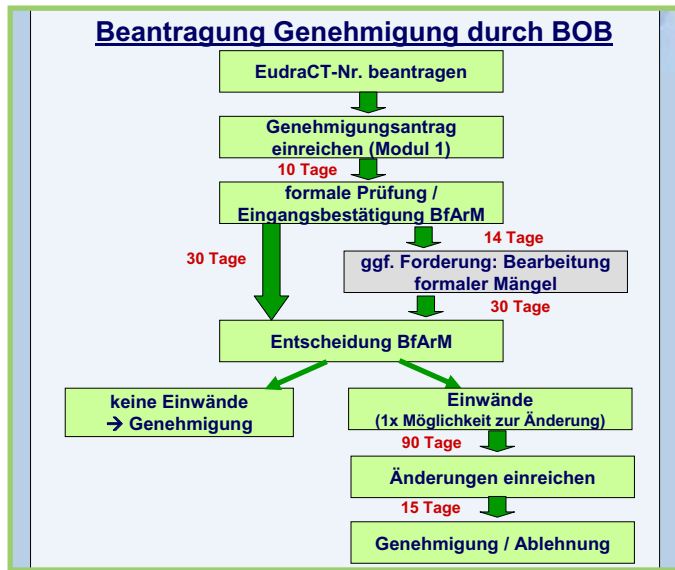 Beantragung Genehmigung durch BOB
EudraCT-Nr. beantragen
Genehmigungsantrag
einreichen (Modul 1)
10 Tage
formale Prüfung /
Eingangsbestätigung BfArM
14 Tage
30 Tage
ggf. Forderung: Bearbeitung
formaler Mängel
30 Tage
Entscheidung BfArM
keine Einwände
→ Genehmigung
Einwände
(1x Möglichkeit zur Änderung)
90 Tage
Änderungen einreichen
15 Tage
Genehmigung / Ablehnung